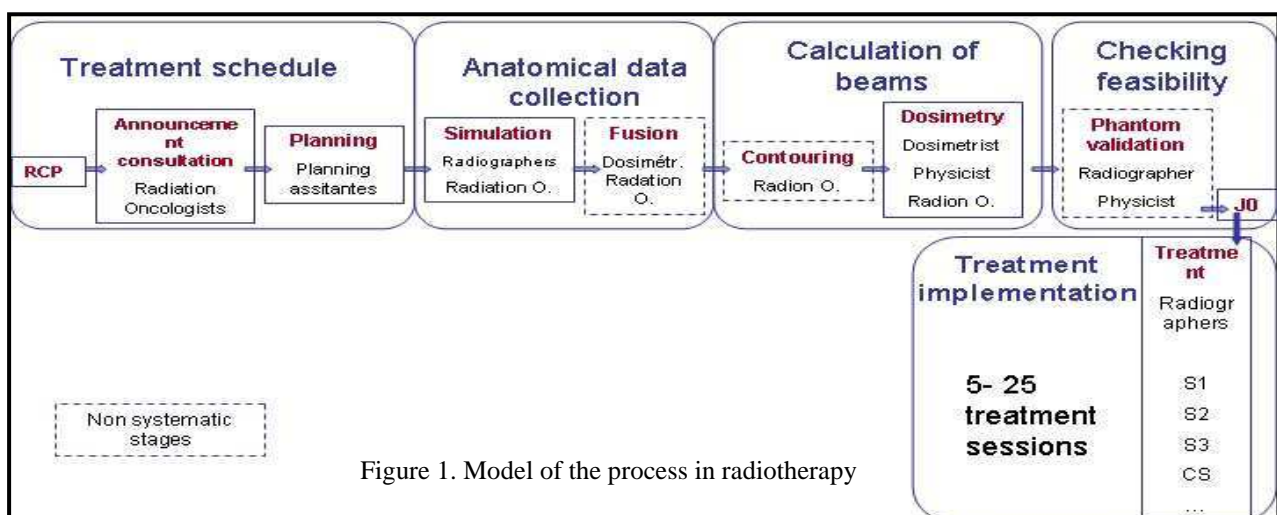 Treatment schedule
RCP
Announceme
nt
consultation
Radiation
Oncologists
Planning
Planning
assitantes
Anatomical data
collection
Simulation
Radiographers
Radiation O.
Fusion
Dosimétr.
Radation
O.
Calculation of
beams
Contouring
Radion O.
Dosimetry
Dosimetrist
Physicist
Radion O.
Checking
feasibility
Phantom
validation
Radiographer
Physicist
J0
Treatment
implementation
5- 25
treatment
sessions
Treatme
nt
Radiogr
aphers
S1
S2
S3
CS
...
Non systematic
stages
Figure 1. Model of the process in radiotherapy